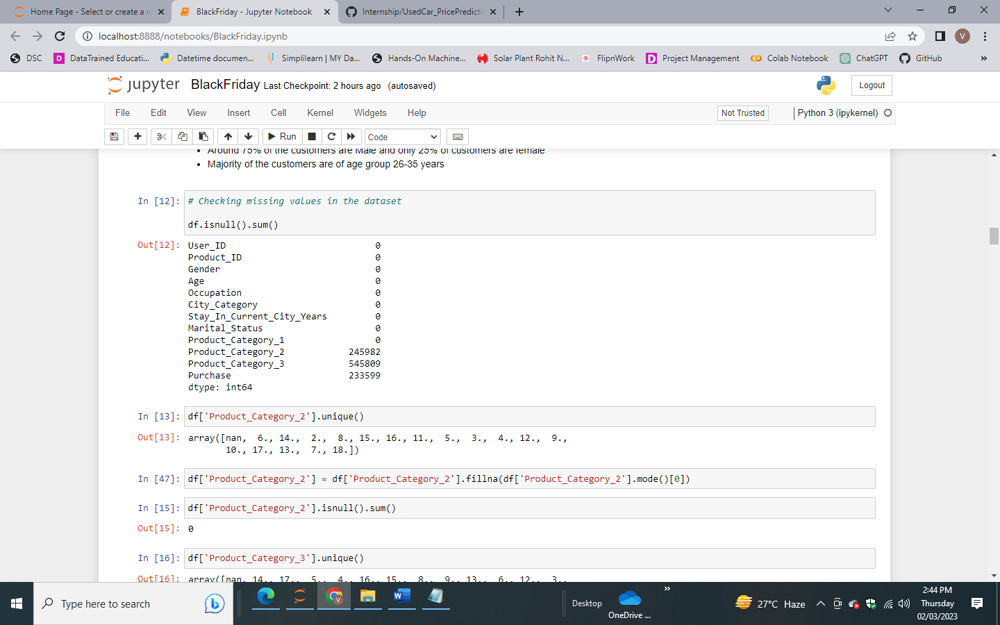 Home Page - Select or create a n
BlackFriday - Jupyter Notebook
Internship/UsedCar_PricePredicti
localhost:8888/notebooks/BlackFriday.ipynb
V
DSC
D
DataTrained Educati...
Datetime documen...
Simplilearn | MY Da...
Hands-On Machine...
Solar Plant Rohit N...
FlipnWork
D
Project Management
Colab Notebook
ChatGPT
GitHub
»
jupyter BlackFriday Last Checkpoint: 2 hours ago (autosaved)
Logout
File Edit View Insert Cell Kernel Widgets Help
Not Trusted
Python 3 (ipykernel)
Run
Code
• Around 75% of the customers are Male and only 25% of customers are female
• Majority of the customers are of age group 26-35 years
In [12]: # Checking missing values in the dataset
df.isnull().sum()
Out[12]: User_ID 0
Product_ID 0
Gender 0
Age 0
Occupation 0
City_Category 0
Stay_In_Current_City_Years 0
Marital_Status 0
Product_Category_1 0
Product_Category_2 245982
Product_Category_3 545809
Purchase 233599
dtype: int64
In [13]: df['Product_Category_2'].unique()
Out[13]: array([nan, 6., 14., 2., 8., 15., 16., 11., 5., 3., 4., 12., 9.,
10., 17., 13., 7., 18.])
In [47]: df['Product_Category_2'] = df['Product_Category_2'].fillna(df['Product_Category_2'].mode()[0])
In [15]: df['Product_Category_2'].isnull().sum()
Out[15]: 0
In [16]: df['Product_Category_3'].unique()
Out[16]: array([nan, 14., 17., 5., 4., 16., 15., 8., 9., 13., 6., 12., 3.,
Type here to search
V
Desktop
OneDrive ...
»
27°C Haze
2:44 PM
Thursday
02/03/2023